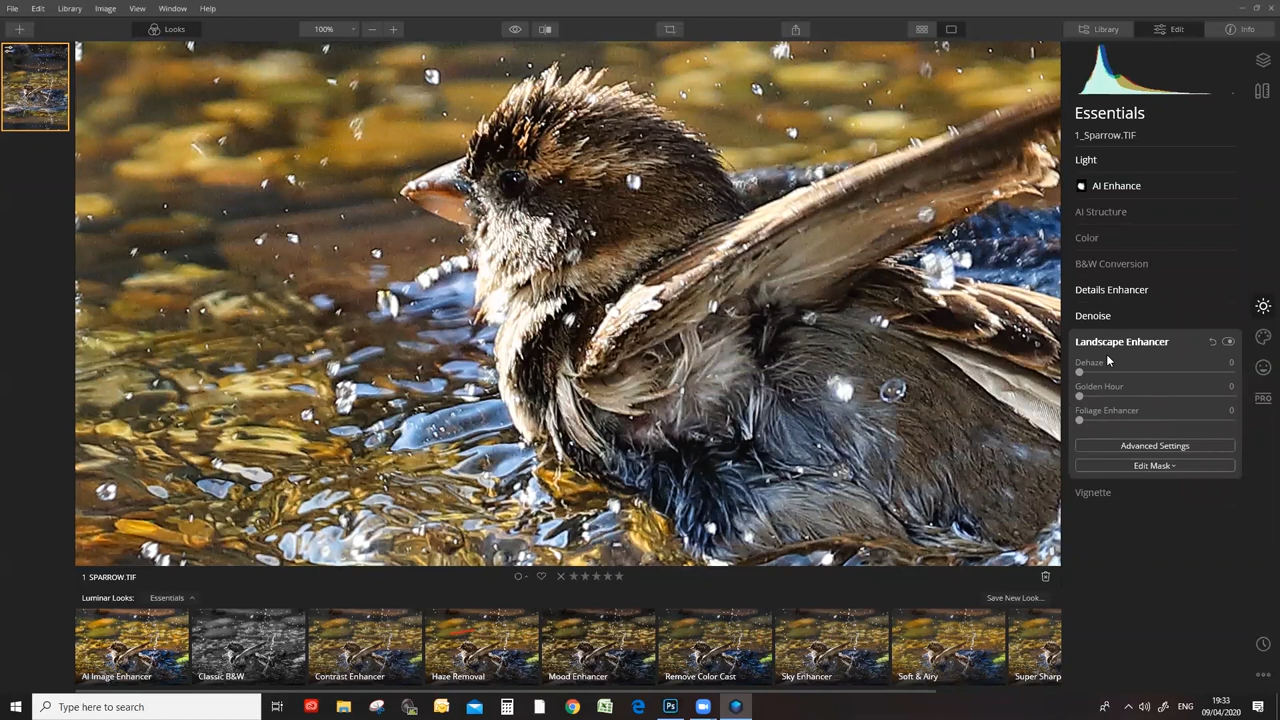 File Edit Library Image View Window Help
Looks 100% Library Edit Info
Essentials
1_Sparrow.TIF
Light
AI Enhance
AI Structure
Color
B&W Conversion
Details Enhancer
Denoise
Landscape Enhancer
Dehaze 0
Golden Hour 0
Foliage Enhancer 0
Advanced Settings
Edit Mask
Vignette
PRO
1_SPARROW.TIF
Luminar Looks: Essentials Save New Look...
AI Image Enhancer Classic B&W Contrast Enhancer Haze Removal Mood Enhancer Remove Color Cast Sky Enhancer Soft & Airy Super Sharp
Type here to search
Ps
ENG
19:33
09/04/2020